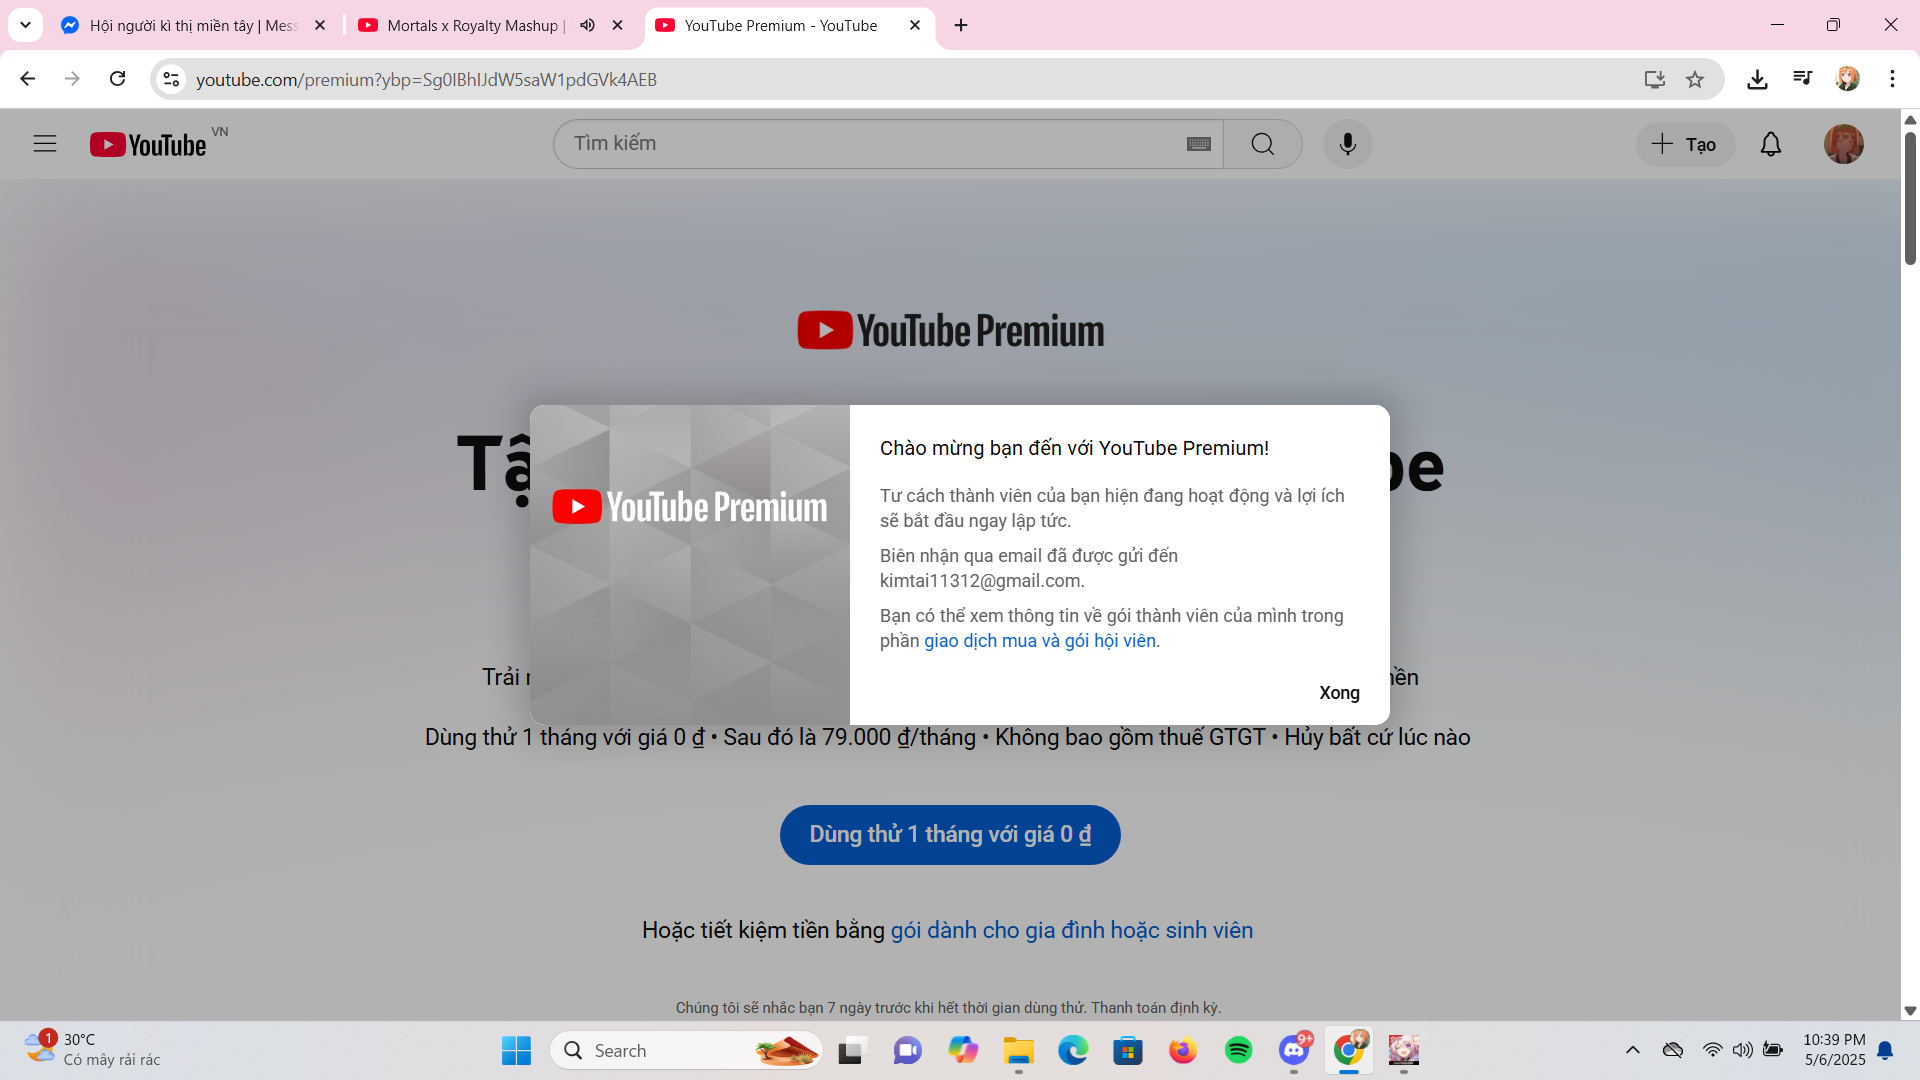 Hội người kì thị miền tây | Mess
Mortals x Royalty Mashup |
YouTube Premium - YouTube
youtube.com/premium?ybp=Sg0IBhIJdW5saW1pdGVk4AEB
YouTube VN
Tìm kiếm
Tạo
YouTube Premium
YouTube Premium
Chào mừng bạn đến với YouTube Premium!
Tư cách thành viên của bạn hiện đang hoạt động và lợi ích
sẽ bắt đầu ngay lập tức.
Biên nhận qua email đã được gửi đến
kimtai11312@gmail.com.
Bạn có thể xem thông tin về gói thành viên của mình trong
phần giao dịch mua và gói hội viên.
Xong
Trải
Dùng thử 1 tháng với giá 0 ₫ • Sau đó là 79.000 ₫/tháng • Không bao gồm thuế GTGT • Hủy bất cứ lúc nào
Dùng thử 1 tháng với giá 0 ₫
Hoặc tiết kiệm tiền bằng gói dành cho gia đình hoặc sinh viên
Chúng tôi sẽ nhắc bạn 7 ngày trước khi hết thời gian dùng thử. Thanh toán định kỳ.
1
30°C
Có mây rải rác
Search
9+
10:39 PM
5/6/2025